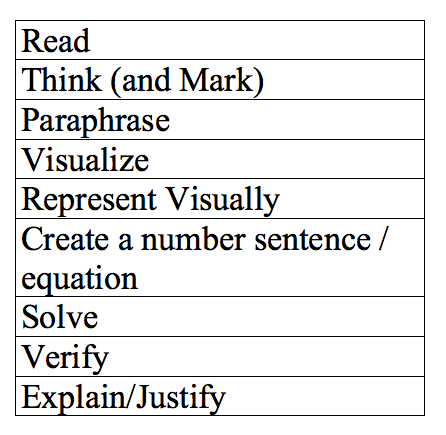 Read
Think (and Mark)
Paraphrase
Visualize
Represent Visually
Create a number sentence /
equation
Solve
Verify
Explain/Justify